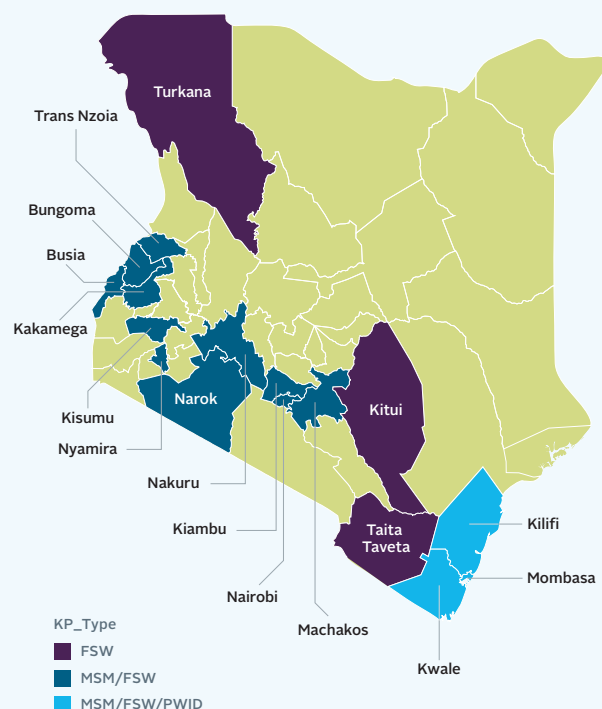 Turkana
Trans Nzoia
Bungoma
Busia
Kakamega
Kisumu
Narok
Nyamira
Kitui
Nakuru
Kiambu
Taita
Taveta
Kilifi
Nairobi
Mombasa
Machakos
Kwale
KP_Type
FSW
MSM/FSW
MSM/FSW/PWID